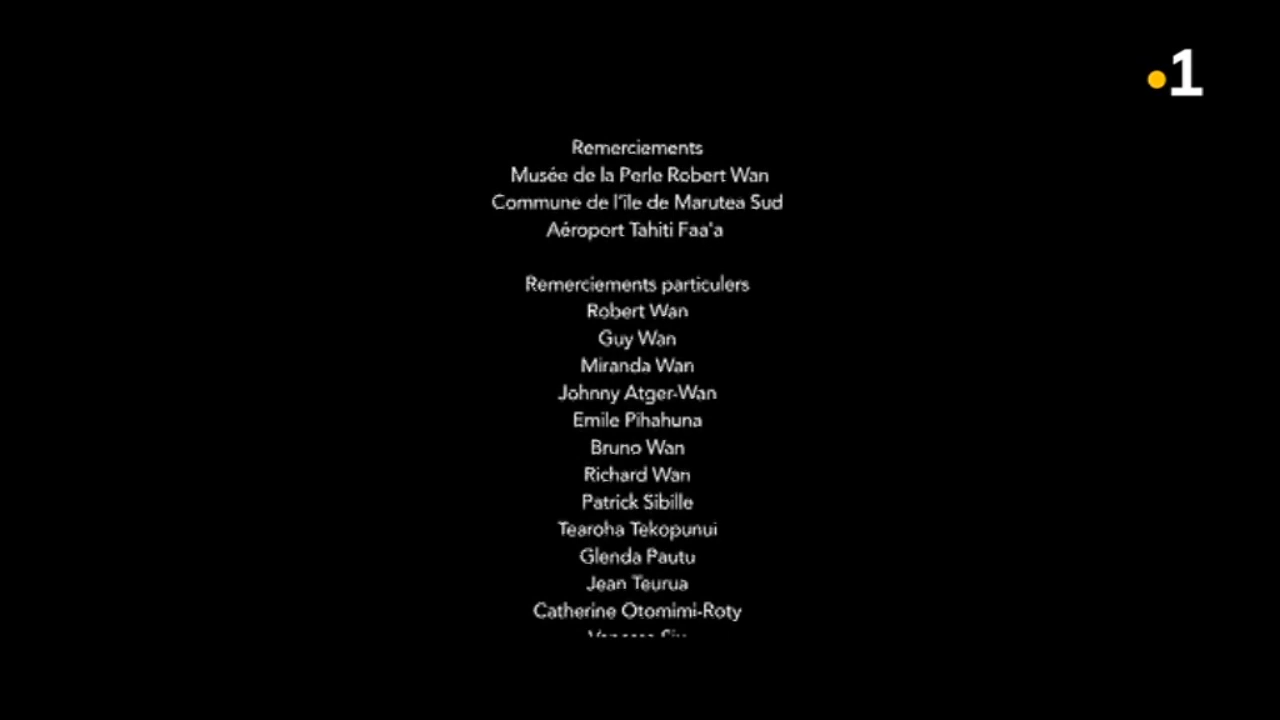 1
Remerciements
Musée de la Perle Robert Wan
Commune de l'île de Marutea Sud
Aéroport Tahiti Faa'a
Remerciements particulers
Robert Wan
Guy Wan
Miranda Wan
Johnny Atger-Wan
Emile Pihahuna
Bruno Wan
Richard Wan
Patrick Sibille
Tearoha Tekopunui
Glenda Pautu
Jean Teurua
Catherine Otomimi-Roty